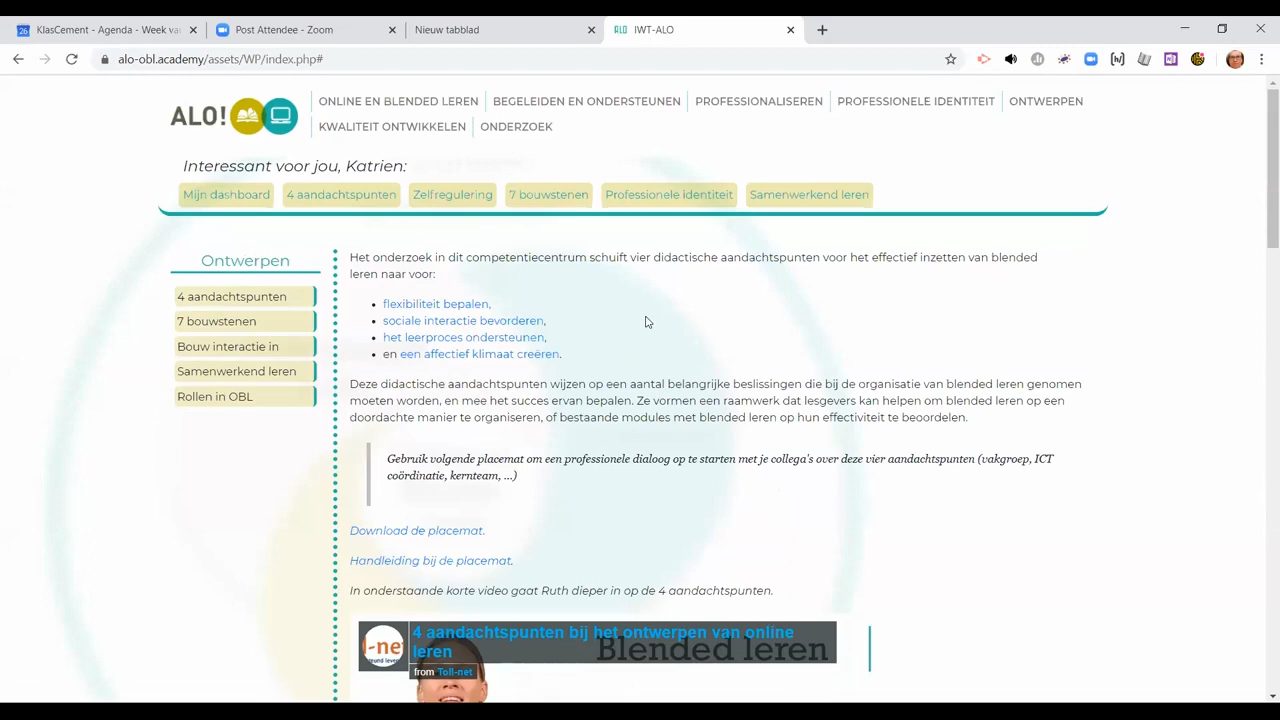 KlasCement - Agenda - Week va
Post Attendee - Zoom
Nieuw tabblad
ALO IWT-ALO
alo-obl.academy/assets/WP/index.php#
ALO!
ONLINE EN BLENDED LEREN
BEGELEIDEN EN ONDERSTEUNEN
PROFESSIONALISEREN
PROFESSIONELE IDENTITEIT
ONTWERPEN
KWALITEIT ONTWIKKELEN
ONDERZOEK
Interessant voor jou, Katrien:
Mijn dashboard
4 aandachtspunten
Zelfregulering
7 bouwstenen
Professionele identiteit
Samenwerkend leren
Ontwerpen
4 aandachtspunten
7 bouwstenen
Bouw interactie in
Samenwerkend leren
Rollen in OBL
Het onderzoek in dit competentiecentrum schuift vier didactische aandachtspunten voor het effectief inzetten van blended
leren naar voor:
• flexibiliteit bepalen,
• sociale interactie bevorderen,
• het leerproces ondersteunen,
• en een affectief klimaat creëren.
Deze didactische aandachtspunten wijzen op een aantal belangrijke beslissingen die bij de organisatie van blended leren genomen
moeten worden, en mee het succes ervan bepalen. Ze vormen een raamwerk dat lesgevers kan helpen om blended leren op een
doordachte manier te organiseren, of bestaande modules met blended leren op hun effectiviteit te beoordelen.
Gebruik volgende placemat om een professionele dialoog op te starten met je collega's over deze vier aandachtspunten (vakgroep, ICT
coördinatie, kernteam, ...)
Download de placemat.
Handleiding bij de placemat.
In onderstaande korte video gaat Ruth dieper in op de 4 aandachtspunten.
4 aandachtspunten bij het ontwerpen van online
leren
Blended leren
from Toll-net